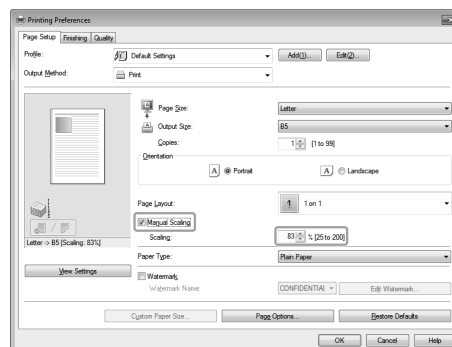 Printing Preferences
Page Setup Finishing Quality
Profile: Default Settings Add(1)... Edit(2)...
Output Method: Print
Page Size: Letter
Output Size: B5
Copies: 1 [1 to 99]
Orientation
A Portrait A Landscape
Page Layout: 1 1 on 1
Manual Scaling
Scaling: 83 % [25 to 200]
Letter -> B5 [Scaling: 83%]
View Settings
Paper Type: Plain Paper
Watermark
Watermark Name: CONFIDENTIAL Edit Watermark...
Custom Paper Size... Page Options... Restore Defaults
OK Cancel Help